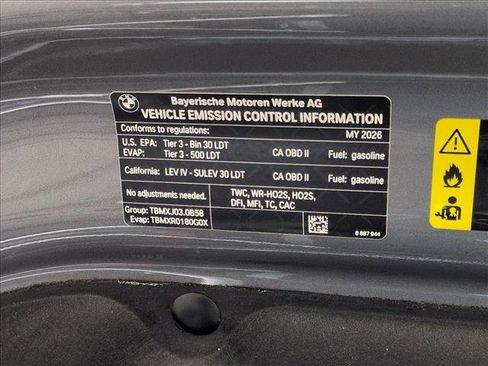 BMW
Bayerische Motoren Werke AG
VEHICLE EMISSION CONTROL INFORMATION
Conforms to regulations: MY 2026
U.S. EPA: Tier 3 - Bin 30 LDT
EVAP: Tier 3 - 500 LDT CA OBD II Fuel: gasoline
California: LEV IV - SULEV 30 LDT CA OBD II Fuel: gasoline
No adjustments needed. TWC, WR-HO2S, HO2S,
DFI, MFI, TC, CAC
Group: TBMXJ03.0B58
Evap: TBMXR0180G0X
8 887 944